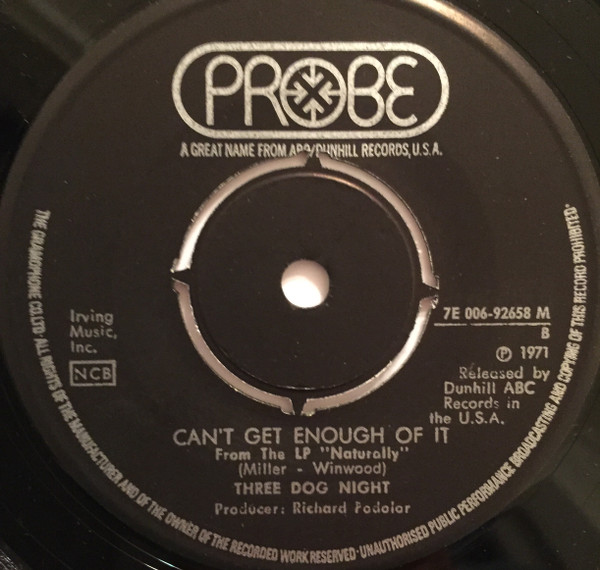 PROBE
A GREAT NAME FROM ABC/DUNHILL RECORDS, U.S.A.
THE GRAMOPHONE CO. LTD · ALL RIGHTS OF THE MANUFACTURER AND OF THE OWNER OF THE RECORDED WORK RESERVED · UNAUTHORISED PUBLIC PERFORMANCE BROADCASTING AND COPYING OF THIS RECORD PROHIBITED ·
Irving
Music,
Inc.
NCB
7E 006-92658 M
B
Ⓟ 1971
Released by
Dunhill ABC
Records in
the U.S.A.
CAN'T GET ENOUGH OF IT
From The LP "Naturally"
(Miller - Winwood)
THREE DOG NIGHT
Producer: Richard Podolor